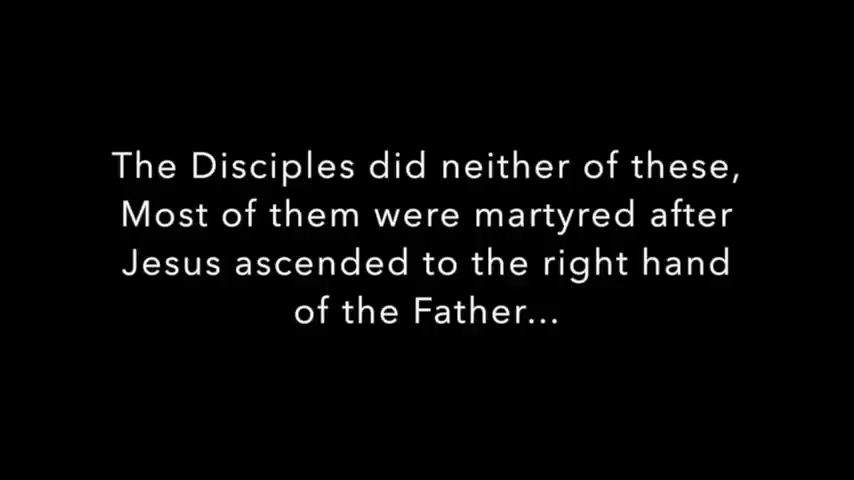 The Disciples did neither of these,
Most of them were martyred after
Jesus ascended to the right hand
of the Father...